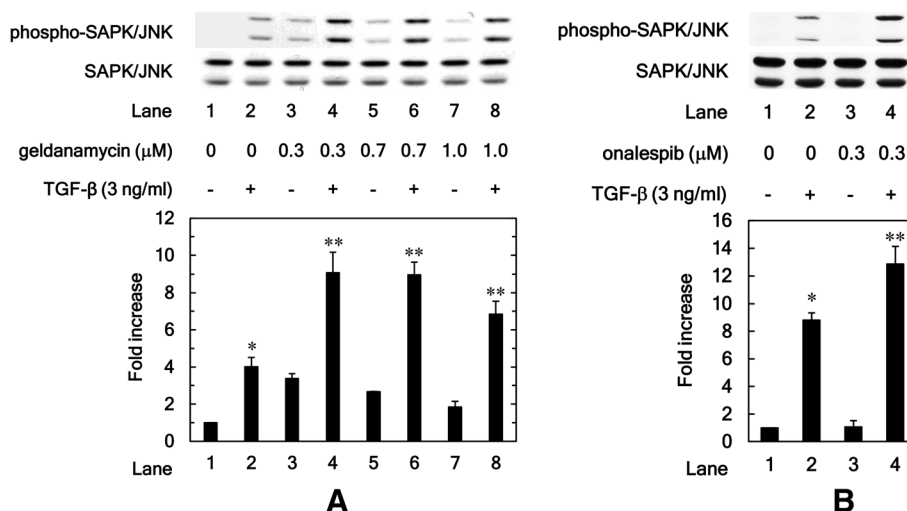 phospho-SAPK/JNK
SAPK/JNK
Lane 1 2 3 4 5 6 7 8
geldanamycin (μM) 0 0 0.3 0.3 0.7 0.7 1.0 1.0
TGF-β (3 ng/ml) - + - + - + - +
12
10
8
6
4
2
0
Fold increase
* ** ** **
Lane 1 2 3 4 5 6 7 8
A
phospho-SAPK/JNK
SAPK/JNK
Lane 1 2 3 4
onalespib (μM) 0 0 0.3 0.3
TGF-β (3 ng/ml) - + - +
16
14
12
10
8
6
4
2
0
Fold increase
* **
Lane 1 2 3 4
B